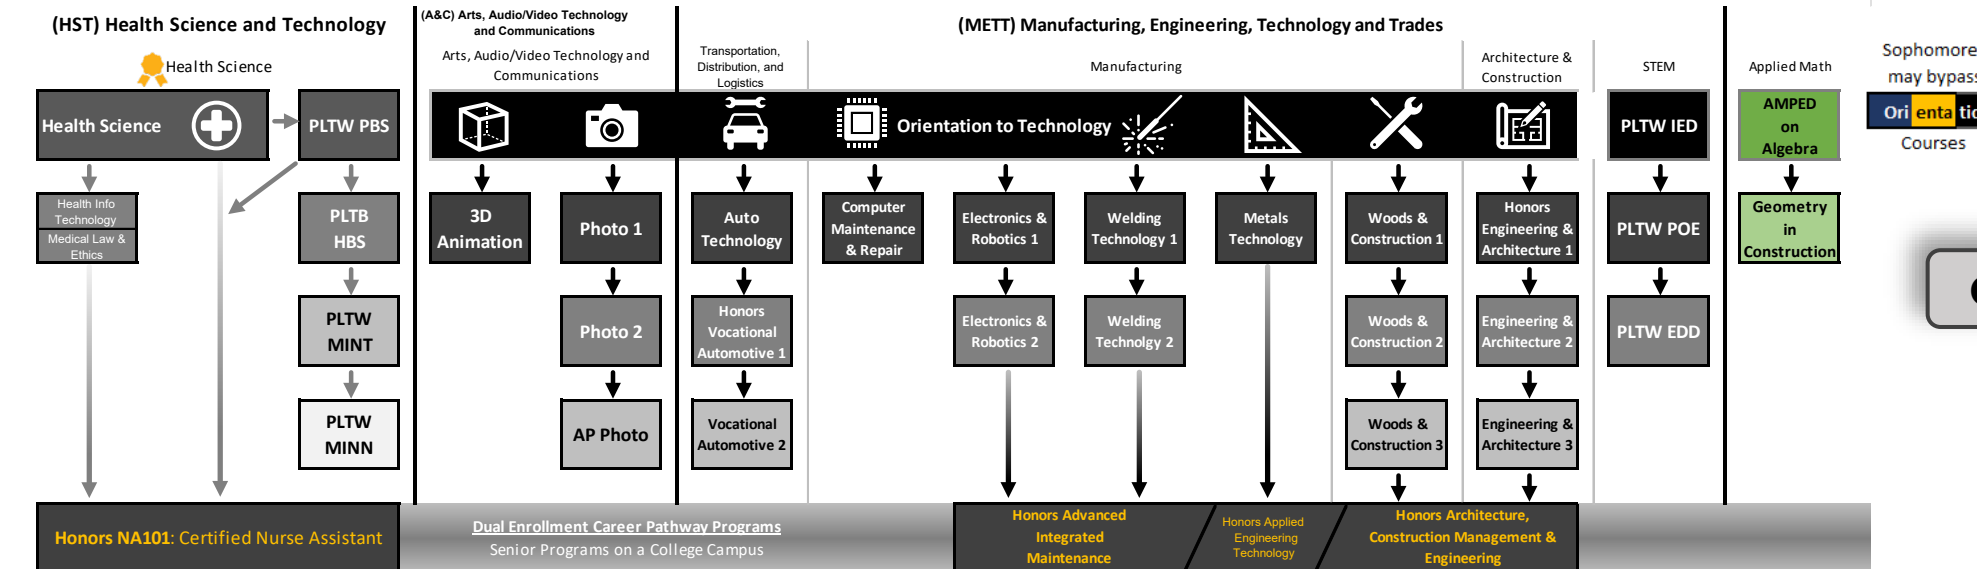 (HST) Health Science and Technology
Health Science
Health Science
PLTW PBS
Health Info
Technology
Medical Law &
Ethics
PLTB
HBS
PLTW
MINT
PLTW
MINN
Honors NA101: Certified Nurse Assistant
(A&C) Arts, Audio/Video Technology
and Communications
Arts, Audio/Video Technology and
Communications
3D
Animation
Photo 1
Photo 2
AP Photo
Dual Enrollment Career Pathway Programs
Senior Programs on a College Campus
(METT) Manufacturing, Engineering, Technology and Trades
Transportation,
Distribution, and
Logistics
Manufacturing
Architecture &
Construction
STEM
Orientation to Technology
PLTW IED
Auto
Technology
Computer
Maintenance
& Repair
Electronics &
Robotics 1
Welding
Technology 1
Metals
Technology
Woods &
Construction 1
Honors
Engineering &
Architecture 1
PLTW POE
Honors
Vocational
Automotive 1
Electronics &
Robotics 2
Welding
Technolgy 2
Woods &
Construction 2
Engineering &
Architecture 2
PLTW EDD
Vocational
Automotive 2
Woods &
Construction 3
Engineering &
Architecture 3
Honors Advanced
Integrated
Maintenance
Honors Applied
Engineering
Technology
Honors Architecture,
Construction Management &
Engineering
Applied Math
AMPED
on
Algebra
Geometry
in
Construction
Sophomore
may bypass
Orientatio
Courses